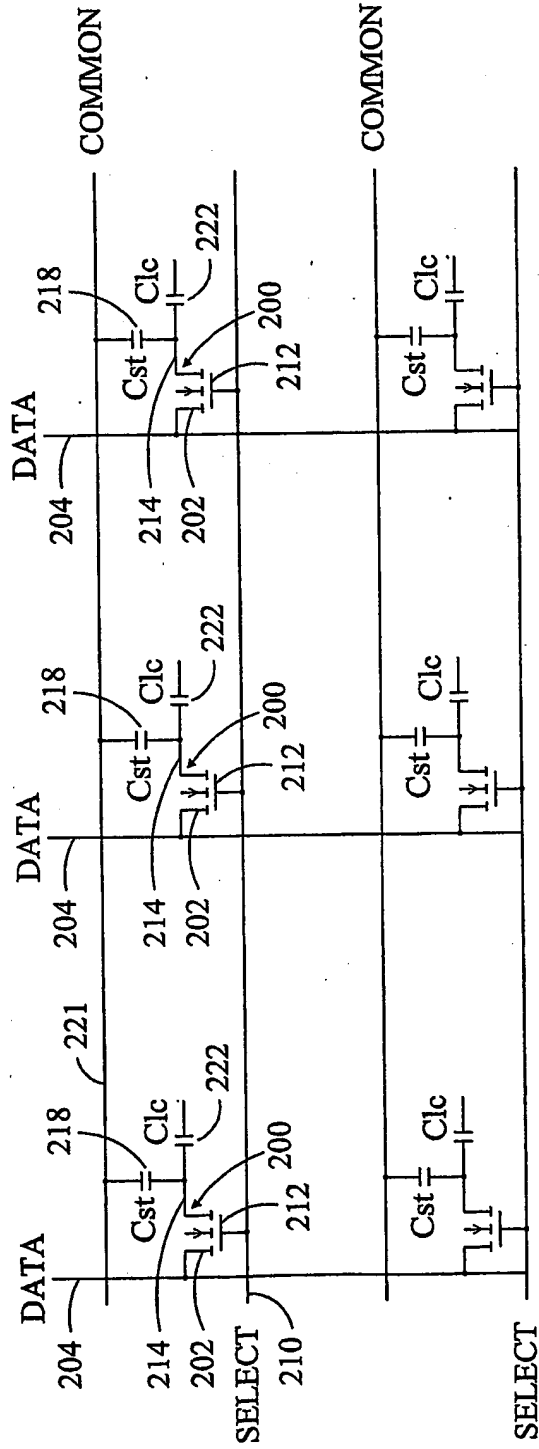 DATA DATA DATA
204 218 221 204 218 204 218 COMMON
Cst Clc Cst Clc Cst Clc
222 222 222
214 200 214 200 214 200
202 212 202 212 202 212
SELECT
210
COMMON
Cst Clc Cst Clc Cst Clc
SELECT